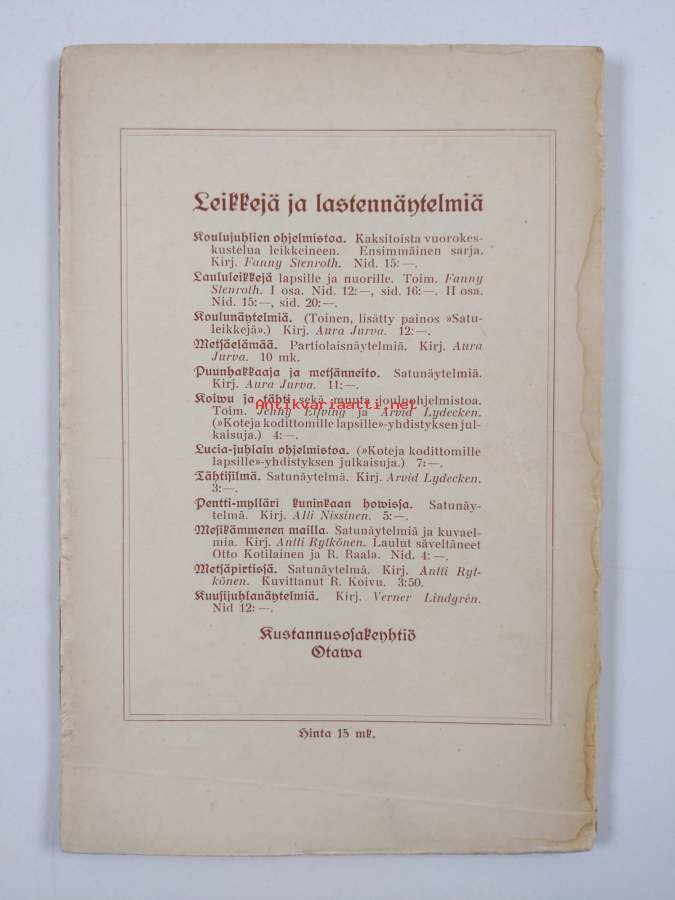 Leikkejä ja lastennäytelmiä
Koulujuhlien ohjelmistoa. Kaksitoista vuorokes-
kustelua leikkeineen. Ensimmäinen sarja.
Kirj. Fanny Stenroth. Nid. 15:—.
Laululeikkejä lapsille ja nuorille. Toim. Fanny
Stenroth. I osa. Nid. 12:—, sid. 16:—. II osa.
Nid. 15:—, sid. 20:—.
Koulunäytelmiä. (Toinen, lisätty painos »Satu-
leikkejä».) Kirj. Aura Jurva. 12:—.
Metsäelämää. Partiolaisnäytelmiä. Kirj. Aura
Jurva. 10 mk.
Puunhakkaaja ja metsänneito. Satunäytelmiä.
Kirj. Aura Jurva. 11:—.
Koiwu ja tähti sekä muuta jouluohjelmistoa.
Antikvariaatti.net
Toim. Jenny Elfving ja Arvid Lydecken.
(»Koteja kodittomille lapsille»-yhdistyksen jul-
kaisuja.) 4:—.
Lucia-juhlain ohjelmistoa. (»Koteja kodittomille
lapsille»-yhdistyksen julkaisuja.) 7:—.
Tähtisilmä. Satunäytelmä. Kirj. Arvid Lydecken.
3:—.
Pentti-mylläri kuninkaan howissa. Satunäy-
telmä. Kirj. Alli Nissinen. 5:—.
Mesikämmenen mailla. Satunäytelmiä ja kuvael-
mia. Kirj. Antti Rytkönen. Laulut säveltäneet
Otto Kotilainen ja R. Raala. Nid. 4:—.
Metsäpirtissä. Satunäytelmä. Kirj. Antti Ryt-
könen. Kuvittanut R. Koivu. 3:50.
Kuusijuhlanäytelmiä. Kirj. Verner Lindgrén.
Nid 12:—.
Kustannusosakeyhtiö
Otawa
Hinta 15 mk.